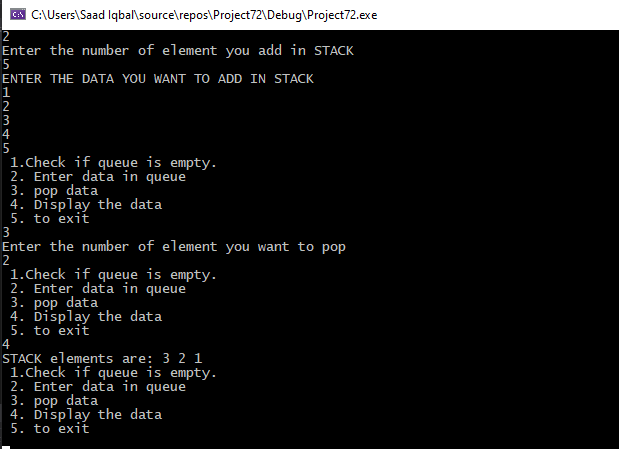 C:\Users\Saad Iqbal\source\repos\Project72\Debug\Project72.exe
2
Enter the number of element you add in STACK
5
ENTER THE DATA YOU WANT TO ADD IN STACK
1
2
3
4
5
1.Check if queue is empty.
2. Enter data in queue
3. pop data
4. Display the data
5. to exit
3
Enter the number of element you want to pop
2
1.Check if queue is empty.
2. Enter data in queue
3. pop data
4. Display the data
5. to exit
4
STACK elements are: 3 2 1
1.Check if queue is empty.
2. Enter data in queue
3. pop data
4. Display the data
5. to exit